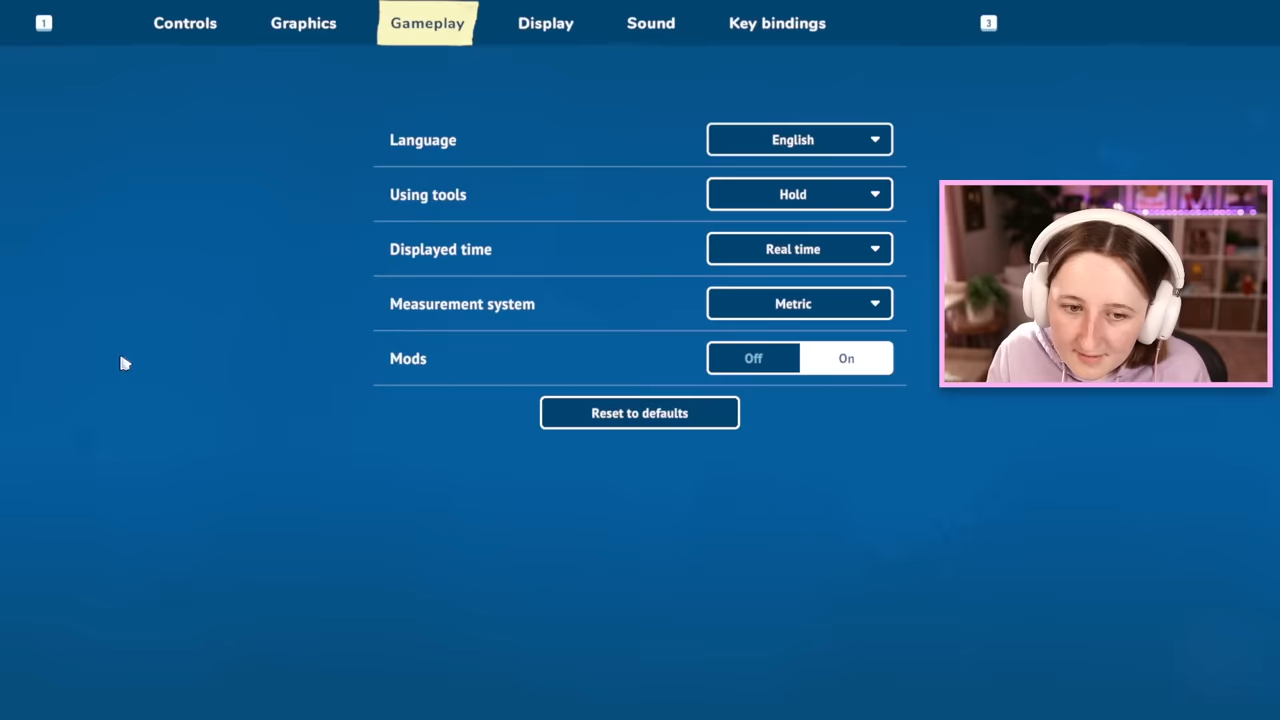 1 Controls Graphics Gameplay Display Sound Key bindings 3
Language English
Using tools Hold
Displayed time Real time
Measurement system Metric
Mods Off On
Reset to defaults